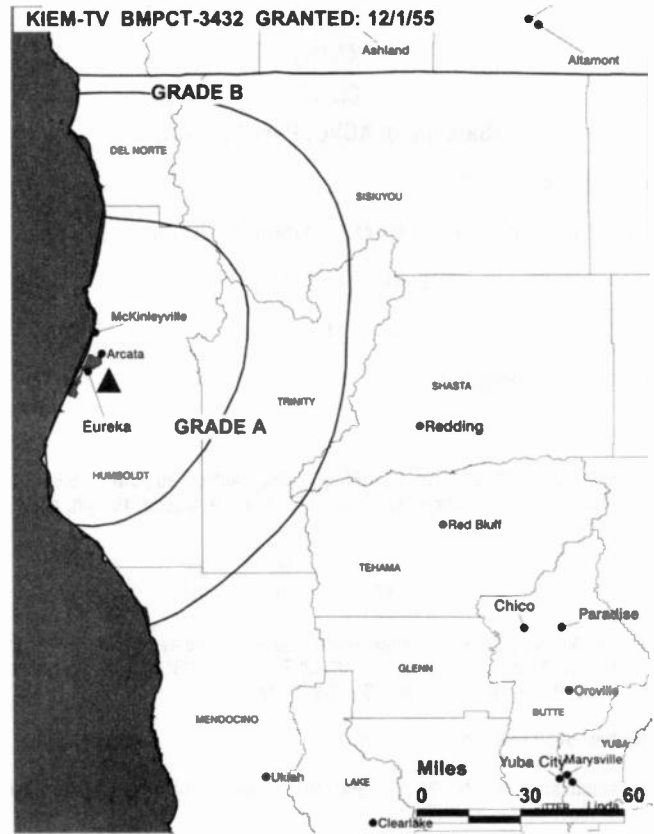 KIEM-TV BMPCT-3432 GRANTED: 12/1/55
Ashland
Altamont
GRADE B
DEL NORTE
SISKIYOU
McKinleyville
Arcata
Eureka
GRADE A
TRINITY
SHASTA
Redding
HUMBOLDT
Red Bluff
TEHAMA
Chico
Paradise
GLENN
Oroville
BUTTE
MENDOCINO
YUBA
Yuba City
Marysville
Ukiah
LAKE
Miles
0 30 60
Linda
Clearlake